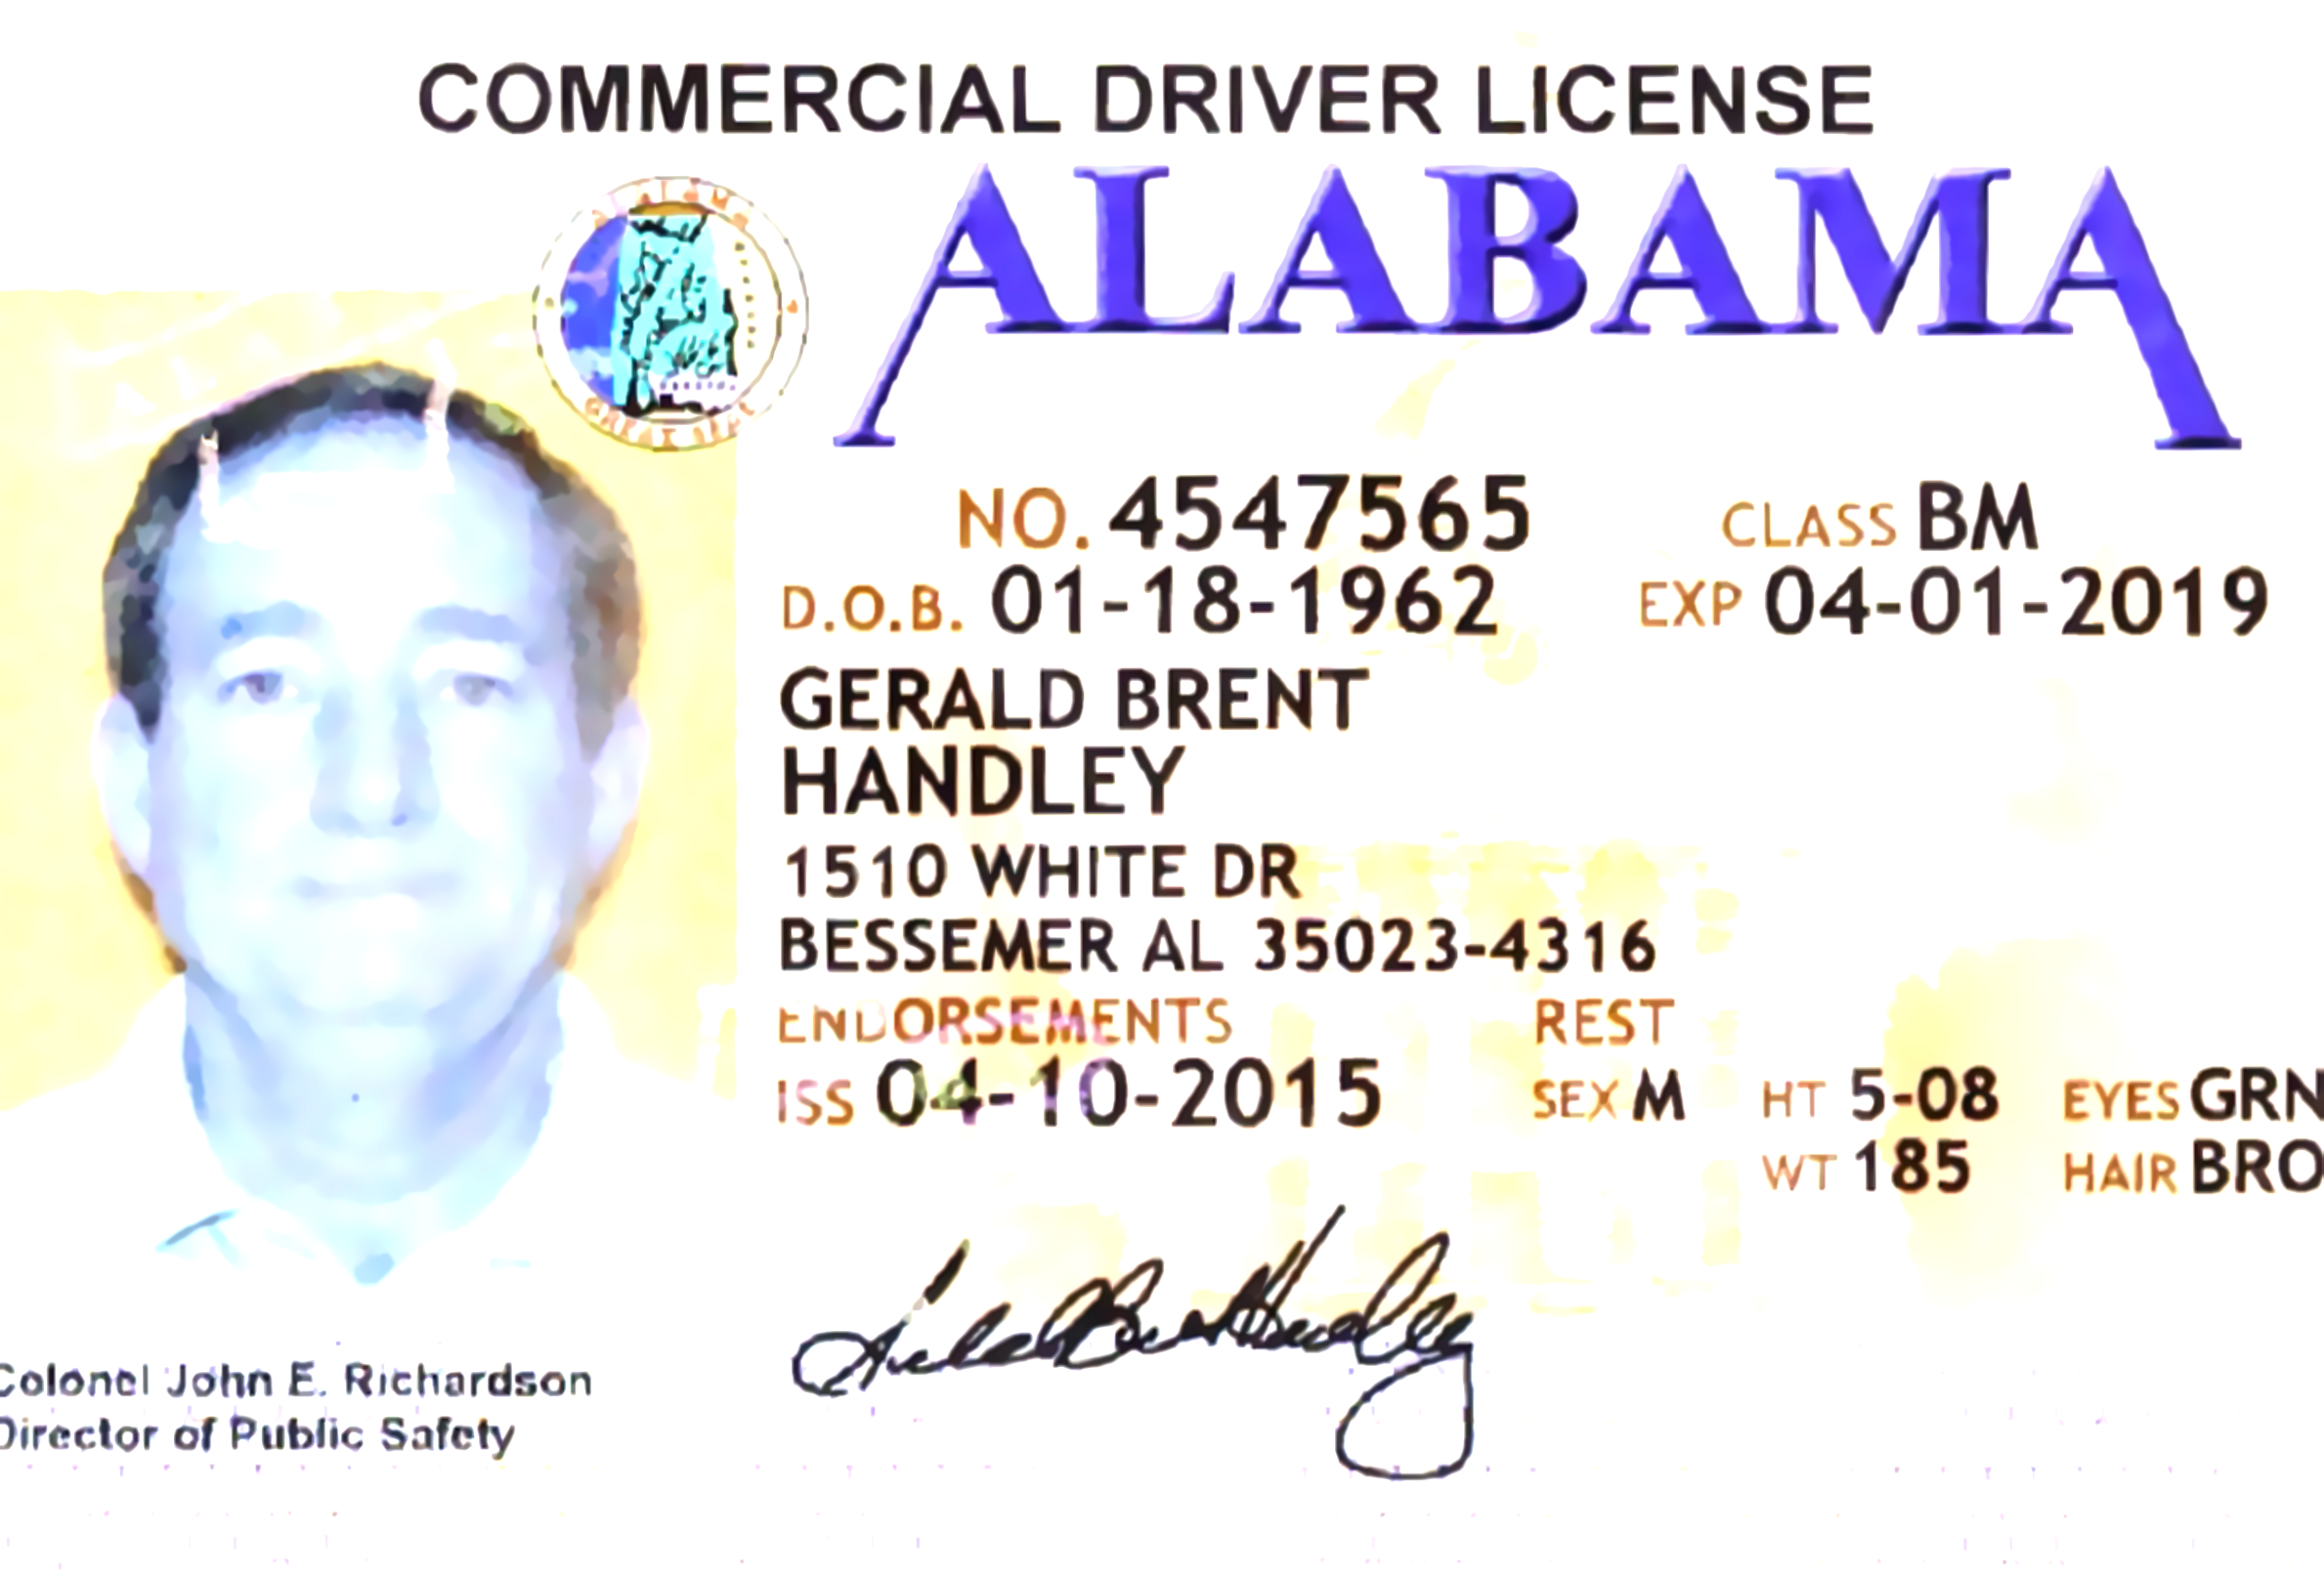 COMMERCIAL DRIVER LICENSE
ALABAMA
NO. 4547565 CLASS BM
D.O.B. 01-18-1962 EXP 04-01-2019
GERALD BRENT
HANDLEY
1510 WHITE DR
BESSEMER AL 35023-4316
ENDORSEMENTS REST
ISS 04-10-2015 SEX M HT 5-08 EYES GRN
WT 185 HAIR BRO
Colonel John E. Richardson
Director of Public Safety